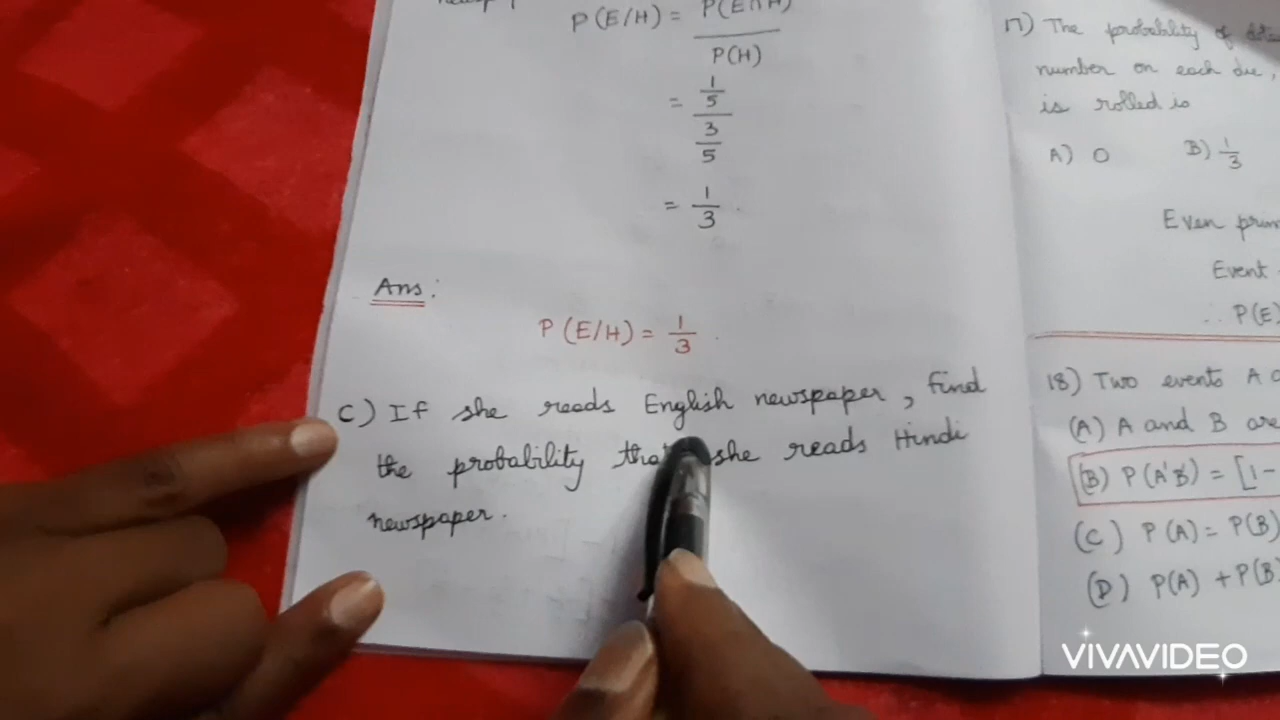 P(E/H) = P(E∩H)
P(H)
= 1/5
3/5
= 1/3
Ans:
P(E/H) = 1/3
C) If she reads English newspaper, find
the probability that she reads Hindi
newspaper.
17) The probability of
number on each die,
is rolled is
A) 0 B) 1/3
Even
Event
∴ P(E)
18) Two events A
(A) A and B are
(B) P(A'B') = [1-
(C) P(A) = P(B)
(D) P(A) + P(B)
VIVAVIDEO